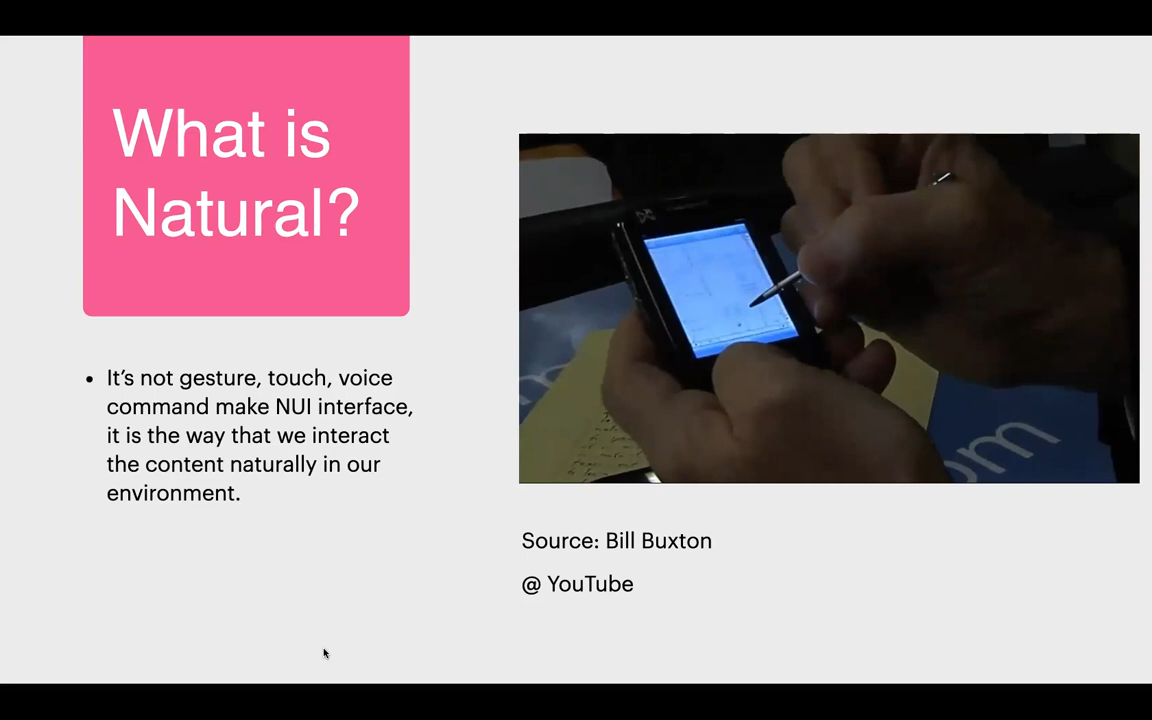 What is
Natural?
• It’s not gesture, touch, voice
command make NUI interface,
it is the way that we interact
the content naturally in our
environment.
om
Source: Bill Buxton
@ YouTube